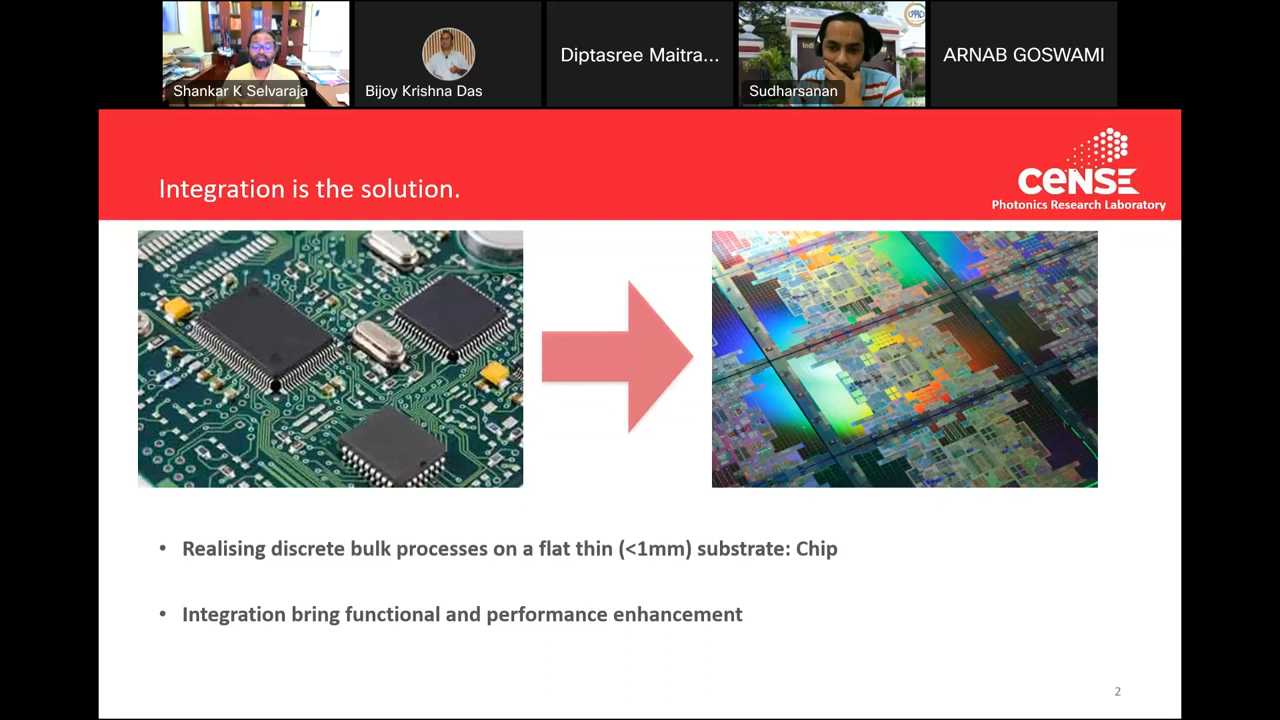 Shankar K Selvaraja
Bijoy Krishna Das
Diptasree Maitra...
Sudharsanan
ARNAB GOSWAMI
Integration is the solution.
CeNSE
Photonics Research Laboratory
• Realising discrete bulk processes on a flat thin (<1mm) substrate: Chip
• Integration bring functional and performance enhancement
2